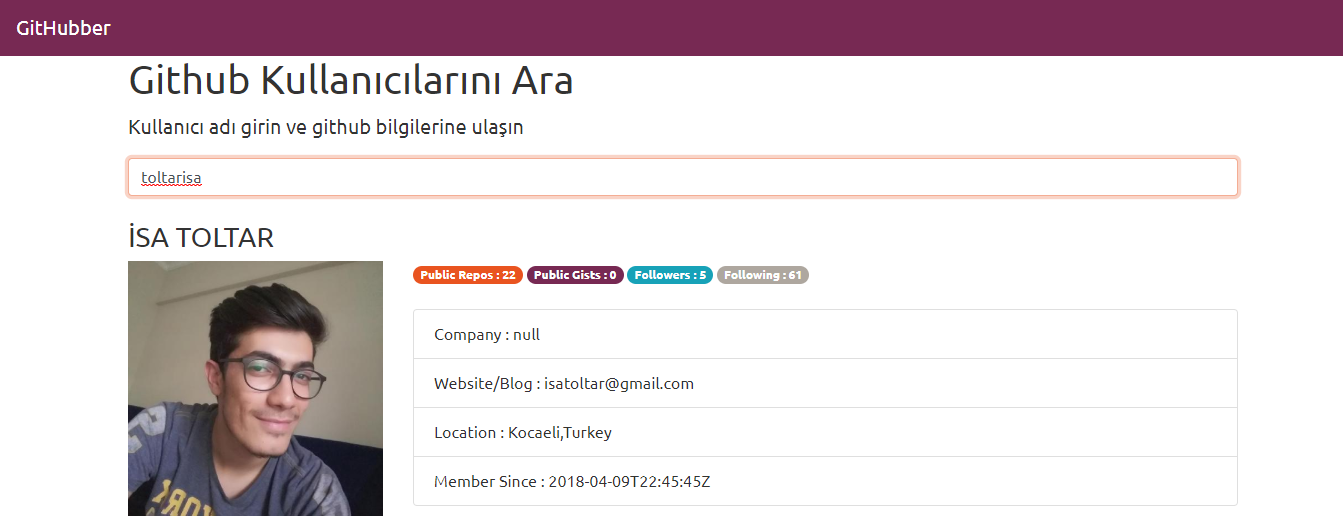 GitHubber
Github Kullanıcılarını Ara
Kullanıcı adı girin ve github bilgilerine ulaşın
toltarisa
İSA TOLTAR
Public Repos : 22 Public Gists : 0 Followers : 5 Following : 61
Company : null
Website/Blog : isatoltar@gmail.com
Location : Kocaeli,Turkey
Member Since : 2018-04-09T22:45:45Z